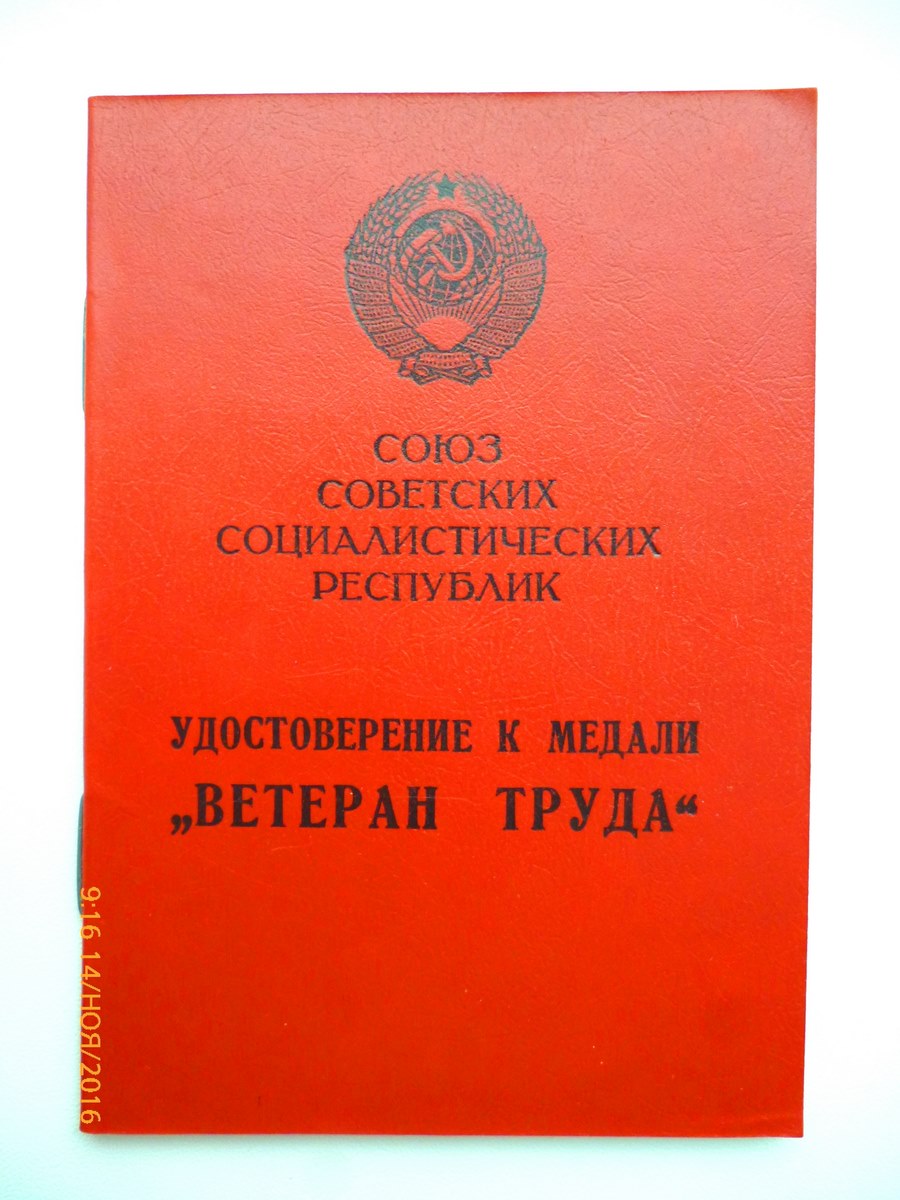 СОЮЗ
СОВЕТСКИХ
СОЦИАЛИСТИЧЕСКИХ
РЕСПУБЛИК
УДОСТОВЕРЕНИЕ К МЕДАЛИ
„ВЕТЕРАН ТРУДА“
9:16 14/НОЯ/2016